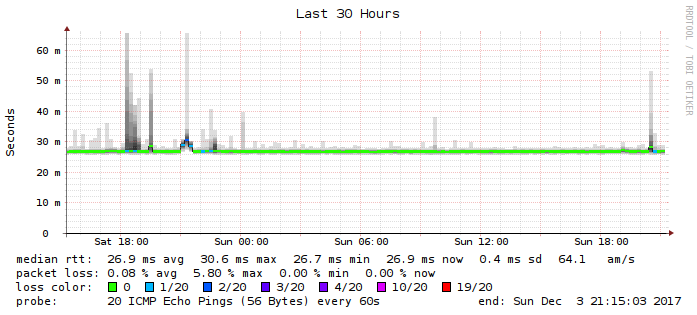 Last 30 Hours
RRDTOOL / TOBI OETIKER
Seconds
60 m
50 m
40 m
30 m
20 m
10 m
0
Sat 18:00 Sun 00:00 Sun 06:00 Sun 12:00 Sun 18:00
median rtt: 26.9 ms avg 30.6 ms max 26.7 ms min 26.9 ms now 0.4 ms sd 64.1 am/s
packet loss: 0.08 % avg 5.80 % max 0.00 % min 0.00 % now
loss color: 0 1/20 2/20 3/20 4/20 10/20 19/20
probe: 20 ICMP Echo Pings (56 Bytes) every 60s end: Sun Dec 3 21:15:03 2017